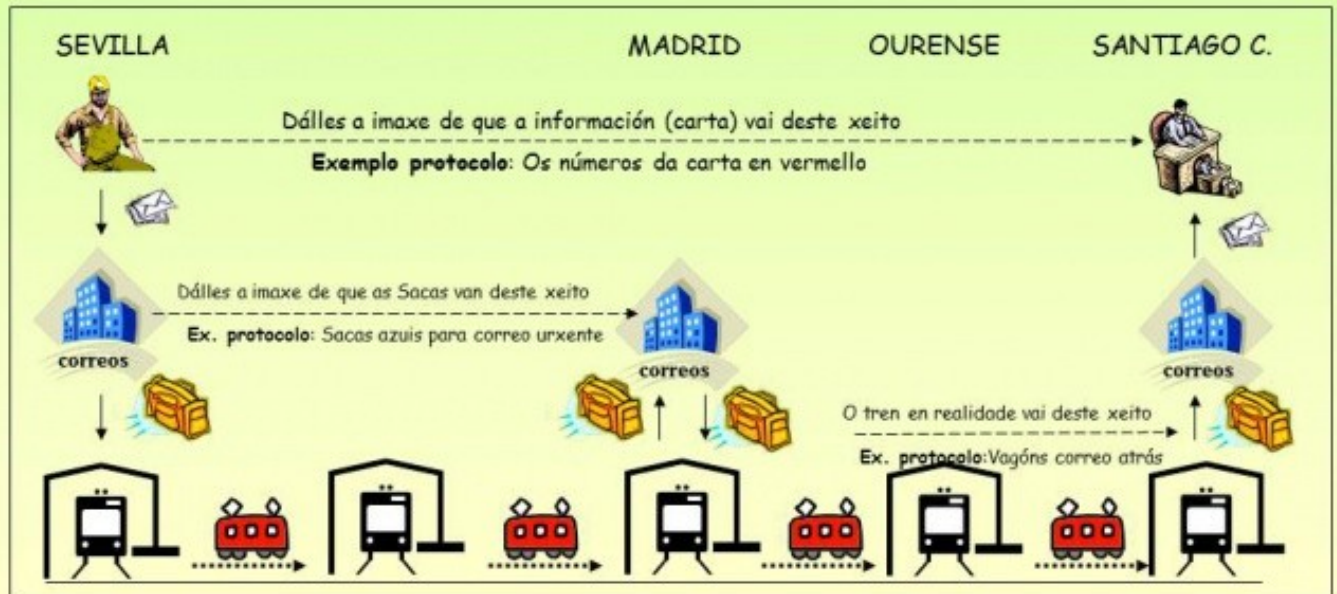 SEVILLA MADRID OURENSE SANTIAGO C.
Dálles a imaxe de que a información (carta) vai deste xeito
Exemplo protocolo: Os números da carta en vermello
Dálles a imaxe de que as Sacas van deste xeito
Ex. protocolo: Sacas azuis para correo urxente
correos
correos
correos
O tren en realidade vai deste xeito
Ex. protocolo:Vagóns correo atrás